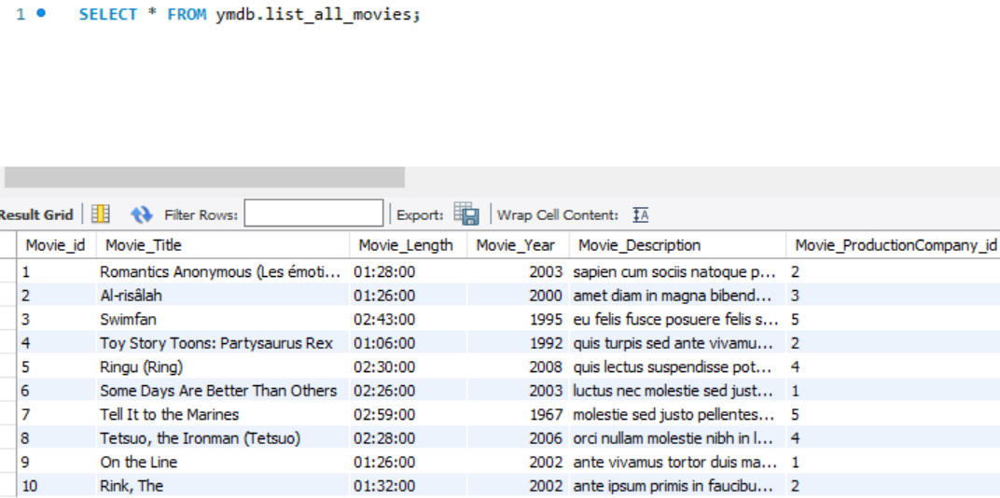 1 SELECT * FROM ymdb.list_all_movies;
Result Grid Filter Rows: Export: Wrap Cell Content: IA
Movie_id Movie_Title Movie_Length Movie_Year Movie_Description Movie_ProductionCompany_id
1 Romantics Anonymous (Les émoti... 01:28:00 2003 sapien cum sociis natoque p... 2
2 Al-risâlah 01:26:00 2000 amet diam in magna bibend... 3
3 Swimfan 02:43:00 1995 eu felis fusce posuere felis s... 5
4 Toy Story Toons: Partysaurus Rex 01:06:00 1992 quis turpis sed ante vivamu... 2
5 Ringu (Ring) 02:30:00 2008 quis lectus suspendisse pot... 4
6 Some Days Are Better Than Others 02:26:00 2003 luctus nec molestie sed just... 1
7 Tell It to the Marines 02:59:00 1967 molestie sed justo pellentes... 5
8 Tetsuo, the Ironman (Tetsuo) 02:28:00 2006 orci nullam molestie nibh in l... 4
9 On the Line 01:26:00 2002 ante vivamus tortor duis ma... 1
10 Rink, The 01:32:00 2002 ante ipsum primis in faucibu... 2